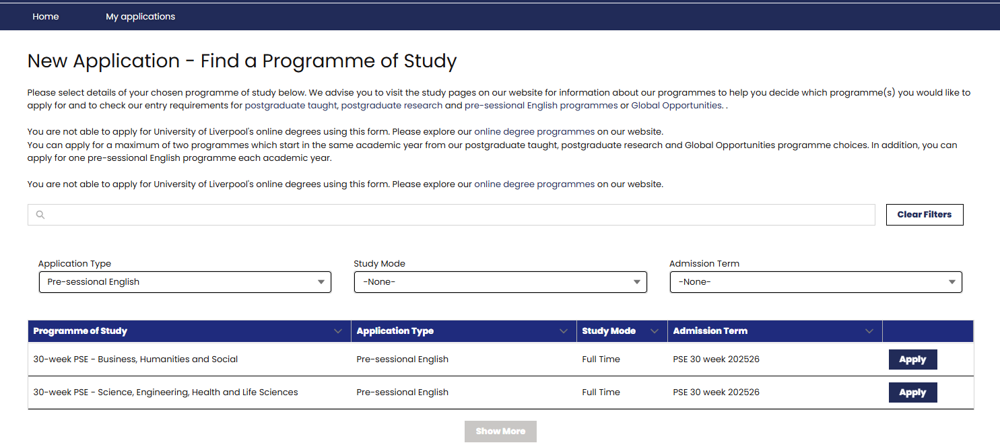 Home My applications
New Application - Find a Programme of Study
Please select details of your chosen programme of study below. We advise you to visit the study pages on our website for information about our programmes to help you decide which programme(s) you would like to
apply for and to check our entry requirements for postgraduate taught, postgraduate research and pre-sessional English programmes or Global Opportunities. .
You are not able to apply for University of Liverpool's online degrees using this form. Please explore our online degree programmes on our website.
You can apply for a maximum of two programmes which start in the same academic year from our postgraduate taught, postgraduate research and Global Opportunities programme choices. In addition, you can
apply for one pre-sessional English programme each academic year.
You are not able to apply for University of Liverpool's online degrees using this form. Please explore our online degree programmes on our website.
Clear Filters
Application Type Study Mode Admission Term
Pre-sessional English -None- -None-
Programme of Study Application Type Study Mode Admission Term
30-week PSE - Business, Humanities and Social Pre-sessional English Full Time PSE 30 week 202526 Apply
30-week PSE - Science, Engineering, Health and Life Sciences Pre-sessional English Full Time PSE 30 week 202526 Apply
Show More